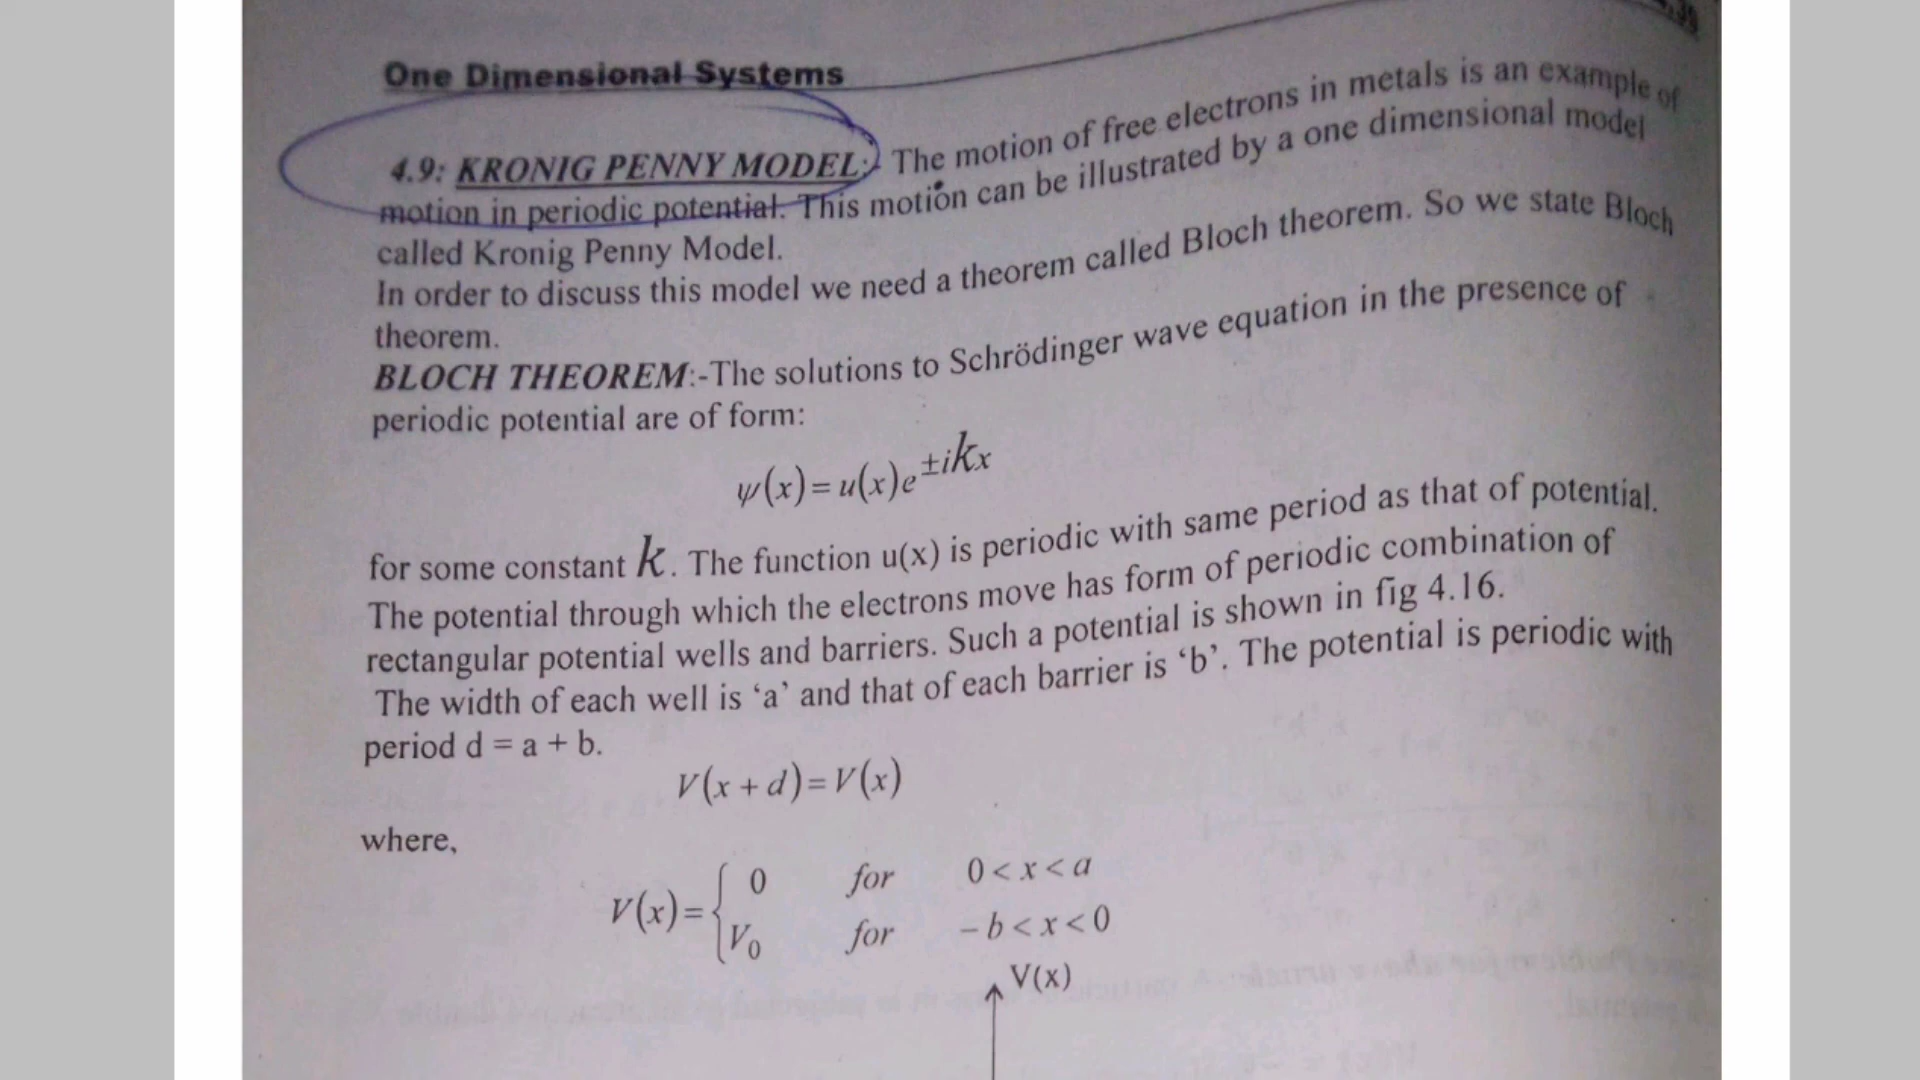 One Dimensional Systems
4.9: KRONIG PENNY MODEL:- The motion of free electrons in metals is an example of
motion in periodic potential. This motion can be illustrated by a one dimensional model
called Kronig Penny Model.
In order to discuss this model we need a theorem called Bloch theorem. So we state Bloch
theorem.
BLOCH THEOREM:-The solutions to Schrödinger wave equation in the presence of
periodic potential are of form:
ψ(x)=u(x)e^{±ikx}
for some constant k. The function u(x) is periodic with same period as that of potential.
The potential through which the electrons move has form of periodic combination of
rectangular potential wells and barriers. Such a potential is shown in fig 4.16.
The width of each well is ‘a’ and that of each barrier is ‘b’. The potential is periodic with
period d = a + b.
V(x + d)=V(x)
where,
V(x)= { 0 for 0 < x < a
V₀ for – b < x < 0
V(x)